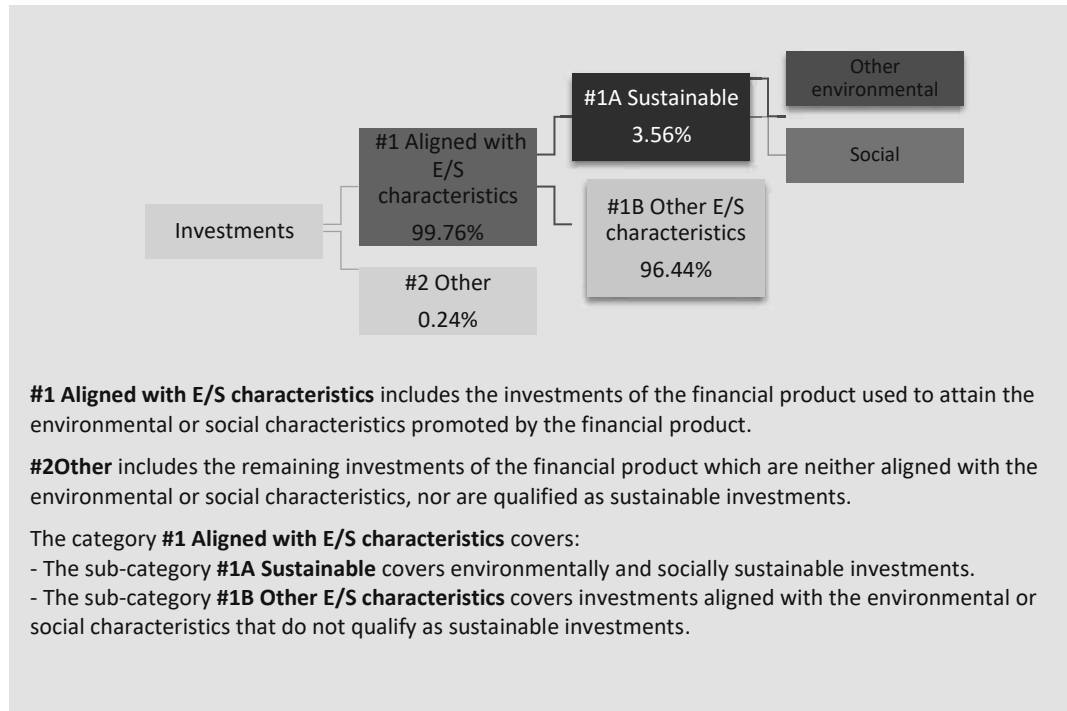 Investments
#1 Aligned with
E/S
characteristics
99.76%
#2 Other
0.24%
#1A Sustainable
3.56%
#1B Other E/S
characteristics
96.44%
Other
environmental
Social
#1 Aligned with E/S characteristics includes the investments of the financial product used to attain the
environmental or social characteristics promoted by the financial product.
#2Other includes the remaining investments of the financial product which are neither aligned with the
environmental or social characteristics, nor are qualified as sustainable investments.
The category #1 Aligned with E/S characteristics covers:
- The sub-category #1A Sustainable covers environmentally and socially sustainable investments.
- The sub-category #1B Other E/S characteristics covers investments aligned with the environmental or
social characteristics that do not qualify as sustainable investments.